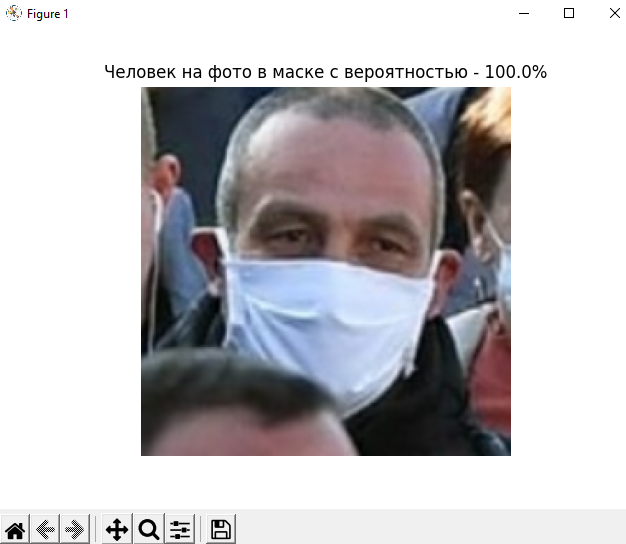 Figure 1
Человек на фото в маске с вероятностью - 100.0%